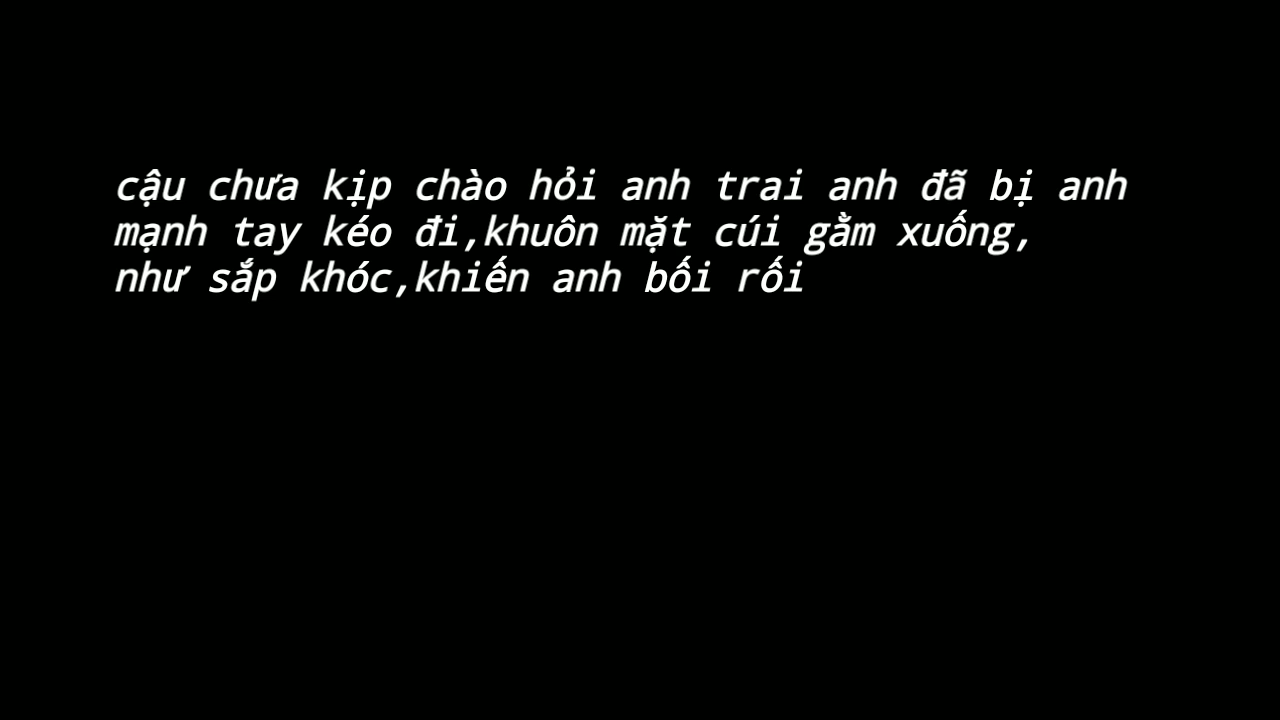 cậu chưa kịp chào hỏi anh trai anh đã bị anh
mạnh tay kéo đi,khuôn mặt cúi gằm xuống,
như sắp khóc,khiến anh bối rối